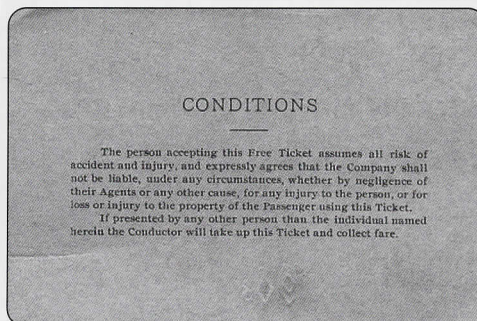 CONDITIONS
The person accepting this Free Ticket assumes all risk of
accident and injury, and expressly agrees that the Company shall
not be liable, under any circumstances, whether by negligence of
their Agents or any other cause, for any injury to the person, or for
loss or injury to the property of the Passenger using this Ticket.
If presented by any other person than the individual named
herein the Conductor will take up this Ticket and collect fare.